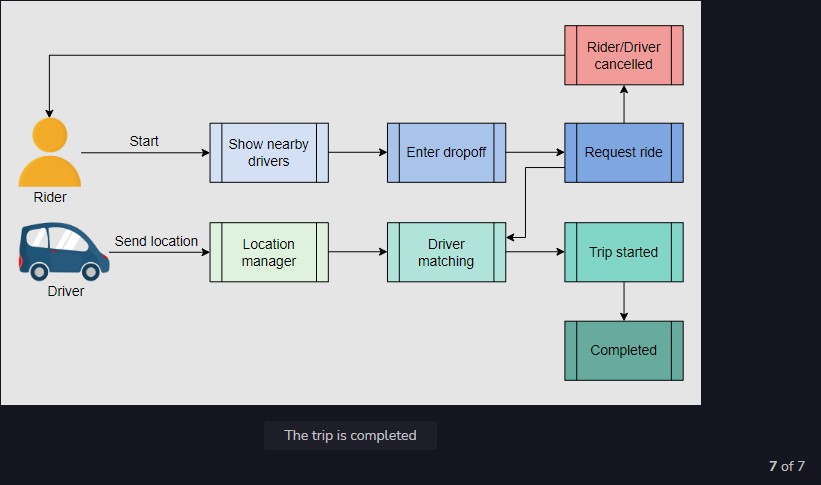 Rider/Driver
cancelled
Start
Show nearby
drivers
Enter dropoff
Request ride
Rider
Send location
Location
manager
Driver
matching
Trip started
Driver
Completed
The trip is completed
7 of 7